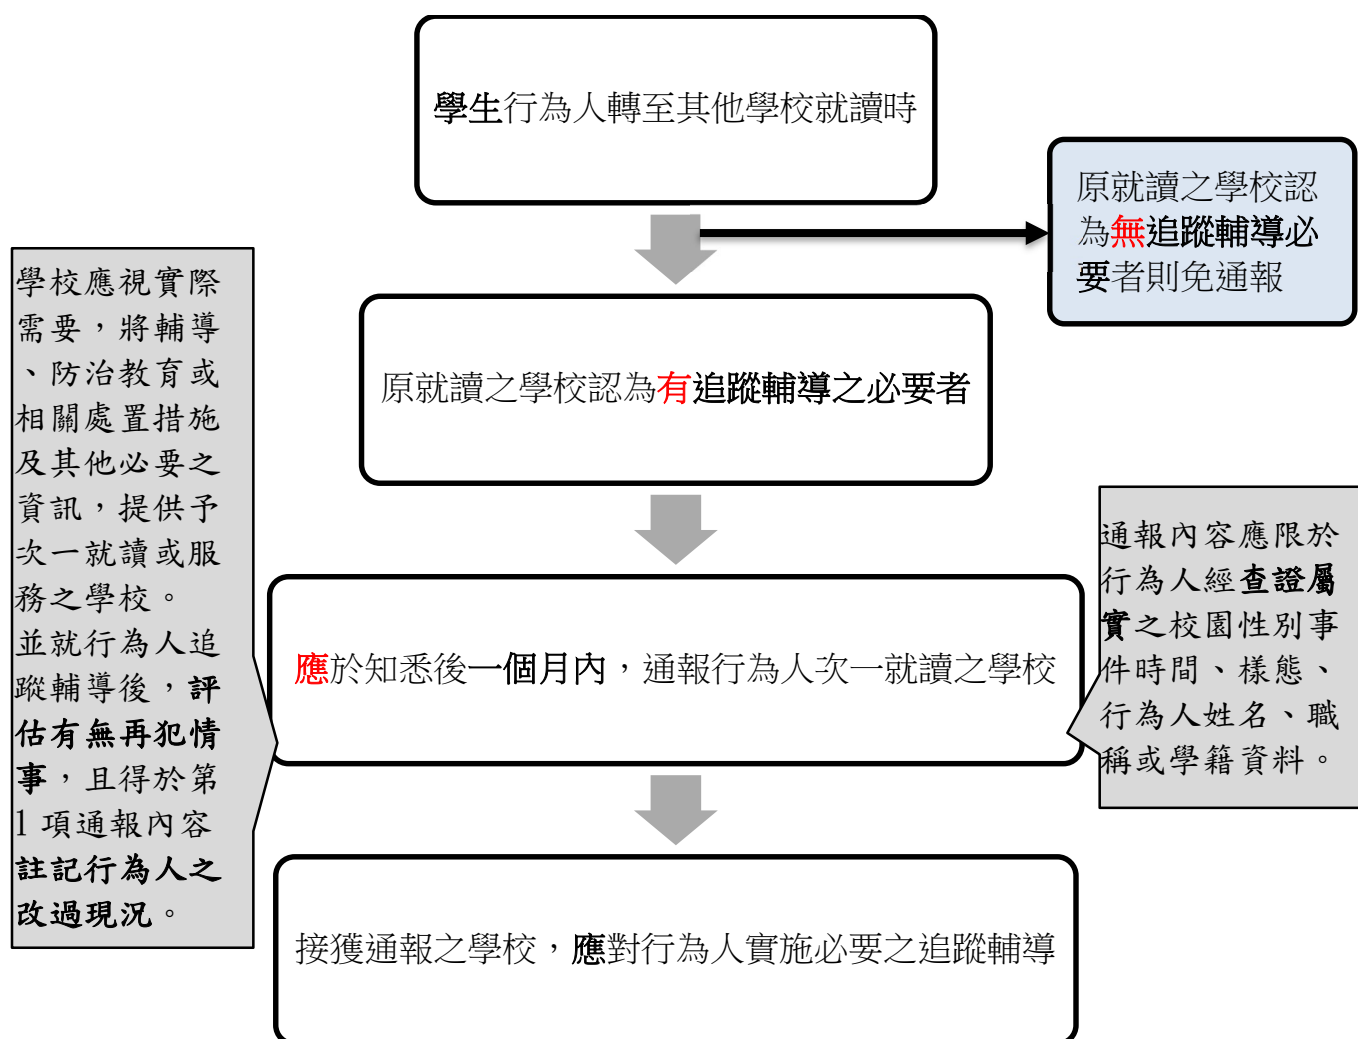 學生行為人轉至其他學校就讀時
原就讀之學校認
為無追蹤輔導必
要者則免通報
原就讀之學校認為有追蹤輔導之必要者
學校應視實際
需要，將輔導
、防治教育或
相關處置措施
及其他必要之
資訊，提供予
次一就讀或服
務之學校。
並就行為人追
蹤輔導後，評
估有無再犯情
事，且得於第
1 項通報內容
註記行為人之
改過現況。
應於知悉後一個月內，通報行為人次一就讀之學校
通報內容應限於
行為人經查證屬
實之校園性別事
件時間、樣態、
行為人姓名、職
稱或學籍資料。
接獲通報之學校，應對行為人實施必要之追蹤輔導